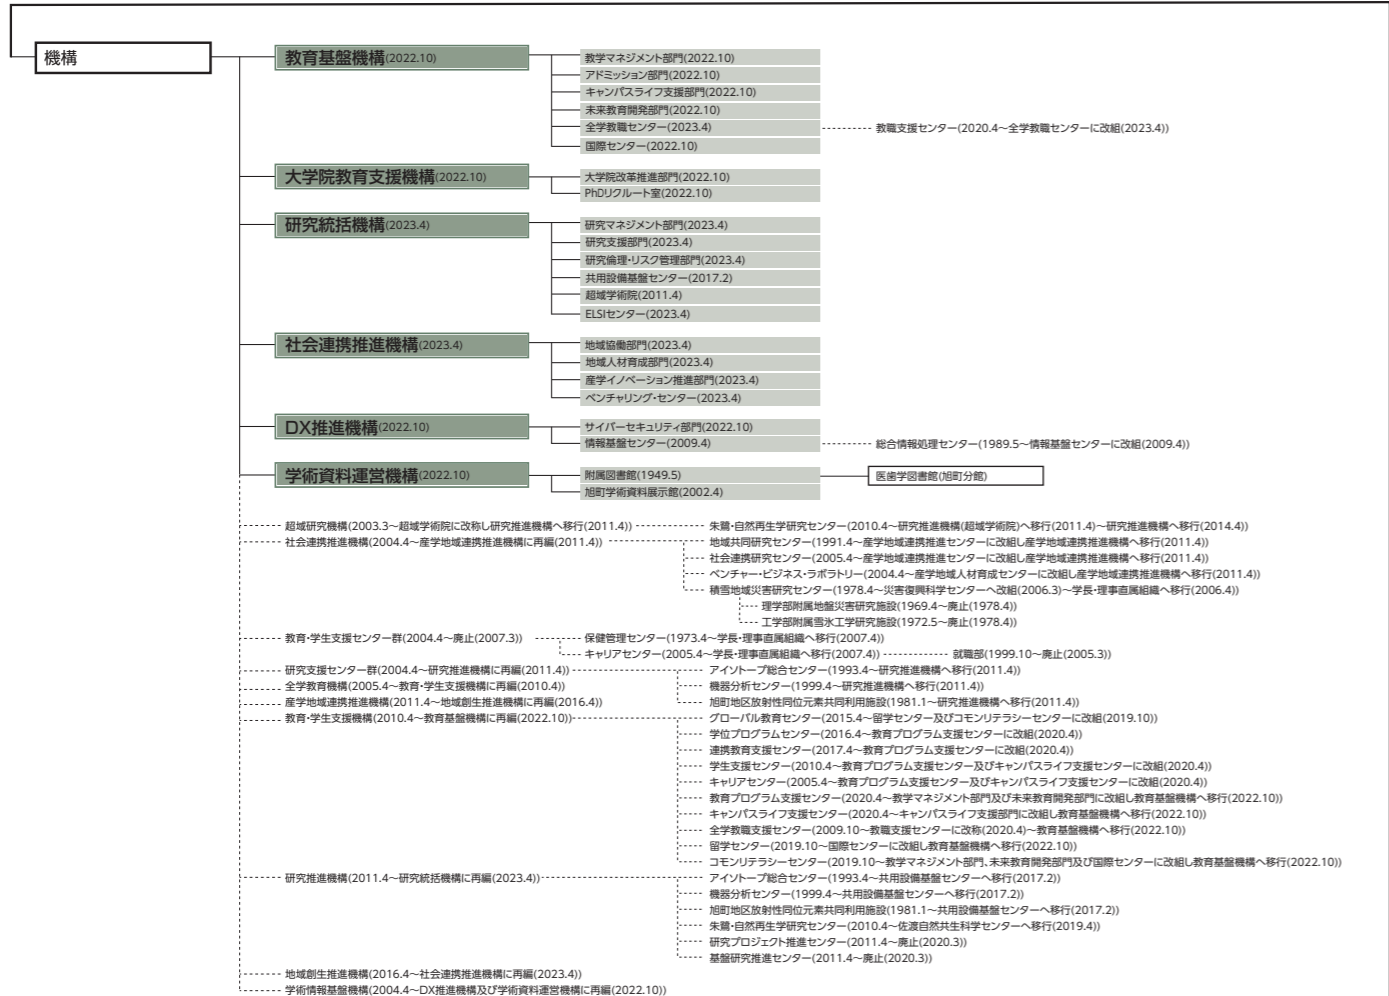 機構
教育基盤機構(2022.10)
教学マネジメント部門(2022.10)
アドミッション部門(2022.10)
キャンパスライフ支援部門(2022.10)
未来教育開発部門(2022.10)
全学教職センター(2023.4)
教職支援センター(2020.4~全学教職センターに改組(2023.4))
国際センター(2022.10)
大学院教育支援機構(2022.10)
大学院改革推進部門(2022.10)
PhDリクルート室(2022.10)
研究統括機構(2023.4)
研究マネジメント部門(2023.4)
研究支援部門(2023.4)
研究倫理・リスク管理部門(2023.4)
共用設備基盤センター(2017.2)
超域学術院(2011.4)
ELSIセンター(2023.4)
社会連携推進機構(2023.4)
地域協働部門(2023.4)
地域人材育成部門(2023.4)
産学イノベーション推進部門(2023.4)
ベンチャリング・センター(2023.4)
DX推進機構(2022.10)
サイバーセキュリティ部門(2022.10)
情報基盤センター(2009.4)
総合情報処理センター(1989.5~情報基盤センターに改組(2009.4))
学術資料運営機構(2022.10)
附属図書館(1949.5)
医歯学図書館(旭町分館)
旭町学術資料展示館(2002.4)
超域研究機構(2003.3~超域学術院に改称し研究推進機構へ移行(2011.4))
朱鷺・自然再生学研究センター(2010.4~研究推進機構(超域学術院)へ移行(2011.4)~研究推進機構へ(2014.4))
社会連携推進機構(2004.4~産学地域連携推進機構に再編(2011.4))
地域共同研究センター(1991.4~産学地域連携推進センターに改組し産学地域連携推進機構へ移行(2011.4))
社会連携研究センター(2005.4~産学地域連携推進センターに改組し産学地域連携推進機構へ移行(2011.4))
ベンチャー・ビジネス・ラボラトリー(2004.4~産学地域人材育成センターに改組し産学地域連携推進機構へ移行(2011.4))
積雪地域災害研究センター(1978.4~災害復興科学センターへ改組(2006.3)~学長・理事直属組織へ移行(2006.4))
理学部附属地盤災害研究施設(1969.4~廃止(1978.4))
工学部附属雪氷工学研究施設(1972.5~廃止(1978.4))
教育・学生支援センター群(2004.4~廃止(2007.3))
保健管理センター(1973.4~学長・理事直属組織へ移行(2007.4))
キャリアセンター(2005.4~学長・理事直属組織へ移行(2007.4))
就職部(1999.10~廃止(2005.3))
研究支援センター群(2004.4~研究推進機構に再編(2011.4))
アイソトープ総合センター(1993.4~研究推進機構へ移行(2011.4))
全学教育機構(2005.4~教育・学生支援機構に再編(2010.4))
機器分析センター(1999.4~研究推進機構へ移行(2011.4))
産学地域連携推進機構(2011.4~地域創生推進機構に再編(2016.4))
旭町地区放射性同位元素共同利用施設(1981.1~研究推進機構へ移行(2011.4))
教育・学生支援機構(2010.4~教育基盤機構に再編(2022.10))
グローバル教育センター(2015.4~留学センター及びコモンリテラシーセンターに改組(2019.10))
学位プログラムセンター(2016.4~教育プログラム支援センターに改組(2020.4))
連携教育支援センター(2017.4~教育プログラム支援センターに改組(2020.4))
学生支援センター(2010.4~教育プログラム支援センター及びキャンパスライフ支援センターに改組(2020.4))
キャリアセンター(2005.4~教育プログラム支援センター及びキャンパスライフ支援センターに改組(2020.4))
教育プログラム支援センター(2020.4~教学マネジメント部門及び未来教育開発部門に改組し教育基盤機構へ移行(2022.10))
キャンパスライフ支援センター(2020.4~キャンパスライフ支援部門に改組し教育基盤機構へ移行(2022.10))
全学教職支援センター(2009.10~教職支援センターに改称(2020.4)~教育基盤機構へ移行(2022.10))
留学センター(2019.10~国際センターに改組し教育基盤機構へ移行(2022.10))
コモンリテラシーセンター(2019.10~教学マネジメント部門、未来教育開発部門及び国際センターに改組し教育基盤機構へ移行(2022.10))
研究推進機構(2011.4~研究統括機構に再編(2023.4))
アイソトープ総合センター(1993.4~共用設備基盤センターへ移行(2017.2))
機器分析センター(1999.4~共用設備基盤センターへ移行(2017.2))
旭町地区放射性同位元素共同利用施設(1981.1~共用設備基盤センターへ移行(2017.2))
朱鷺・自然再生学研究センター(2010.4~佐渡自然共生科学センターへ移行(2019.4))
研究プロジェクト推進センター(2011.4~廃止(2020.3))
基盤研究推進センター(2011.4~廃止(2020.3))
地域創生推進機構(2016.4~社会連携推進機構に再編(2023.4))
学術情報基盤機構(2004.4~DX推進機構及び学術資料運営機構に再編(2022.10))